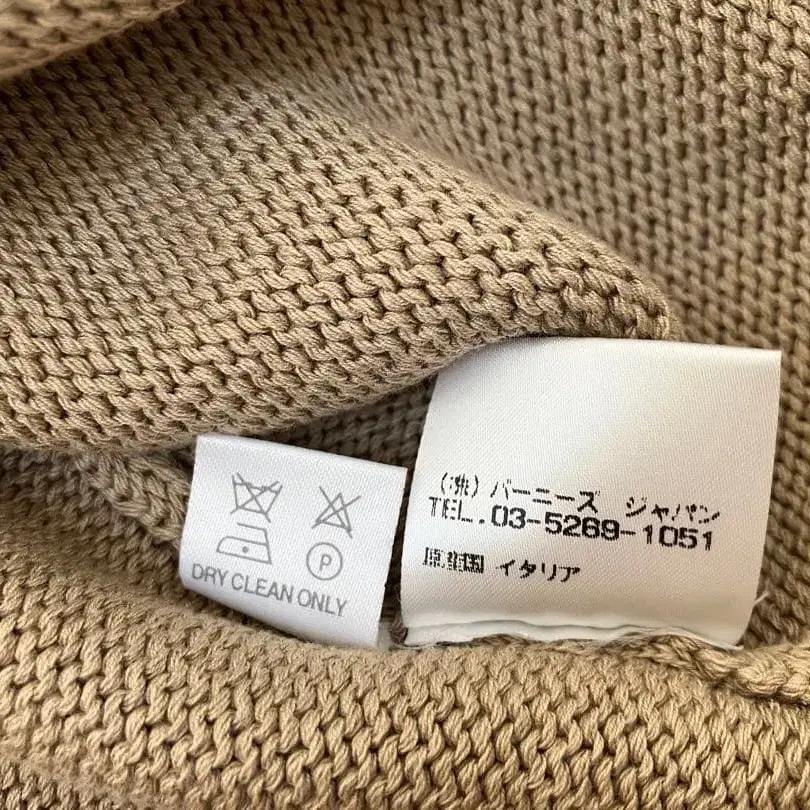 DRY CLEAN ONLY
P
(株) バーニーズ ジャパン
TEL.03-5269-1051
原産国 イタリア